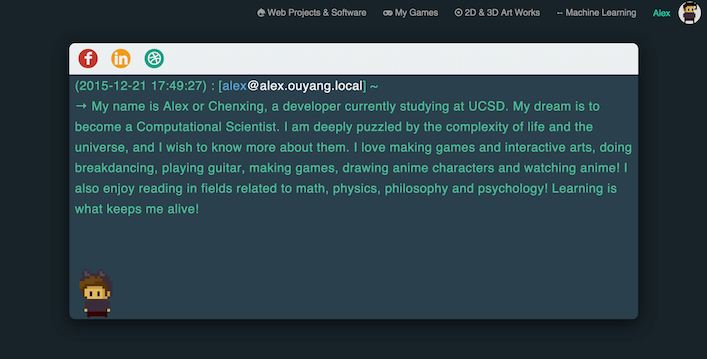 Web Projects & Software My Games 2D & 3D Art Works Machine Learning Alex
f in
(2015-12-21 17:49:27) : [alex@alex.ouyang.local] ~
→ My name is Alex or Chenxing, a developer currently studying at UCSD. My dream is to
become a Computational Scientist. I am deeply puzzled by the complexity of life and the
universe, and I wish to know more about them. I love making games and interactive arts, doing
breakdancing, playing guitar, making games, drawing anime characters and watching anime! I
also enjoy reading in fields related to math, physics, philosophy and psychology! Learning is
what keeps me alive!